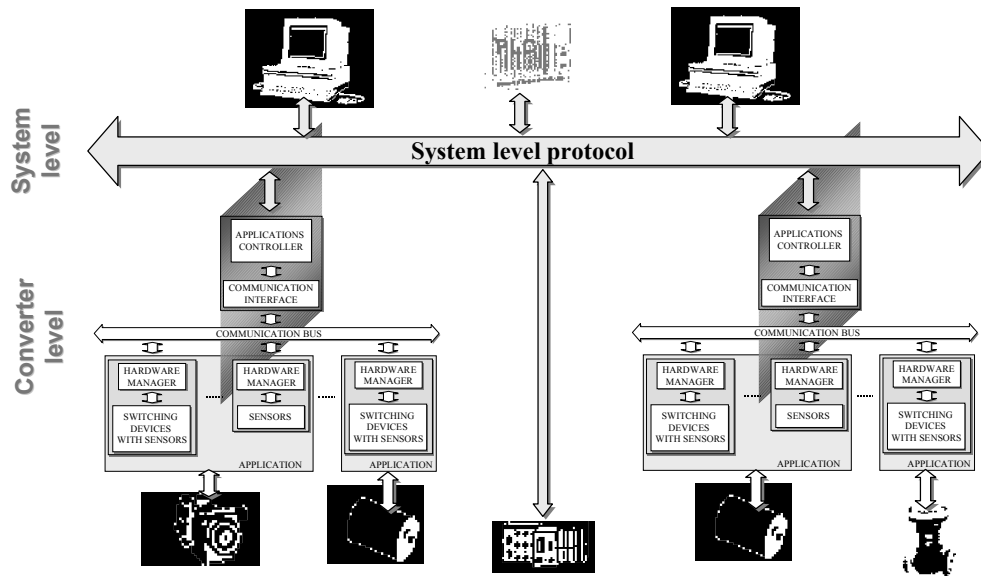 PLC
System
level
System level protocol
APPLICATIONS
CONTROLLER
COMMUNICATION
INTERFACE
APPLICATIONS
CONTROLLER
COMMUNICATION
INTERFACE
Converter
level
COMMUNICATION BUS
COMMUNICATION BUS
HARDWARE
MANAGER
SWITCHING
DEVICES
WITH SENSORS
HARDWARE
MANAGER
SENSORS
APPLICATION
HARDWARE
MANAGER
SWITCHING
DEVICES
WITH SENSORS
APPLICATION
HARDWARE
MANAGER
SWITCHING
DEVICES
WITH SENSORS
HARDWARE
MANAGER
SENSORS
APPLICATION
HARDWARE
MANAGER
SWITCHING
DEVICES
WITH SENSORS
APPLICATION